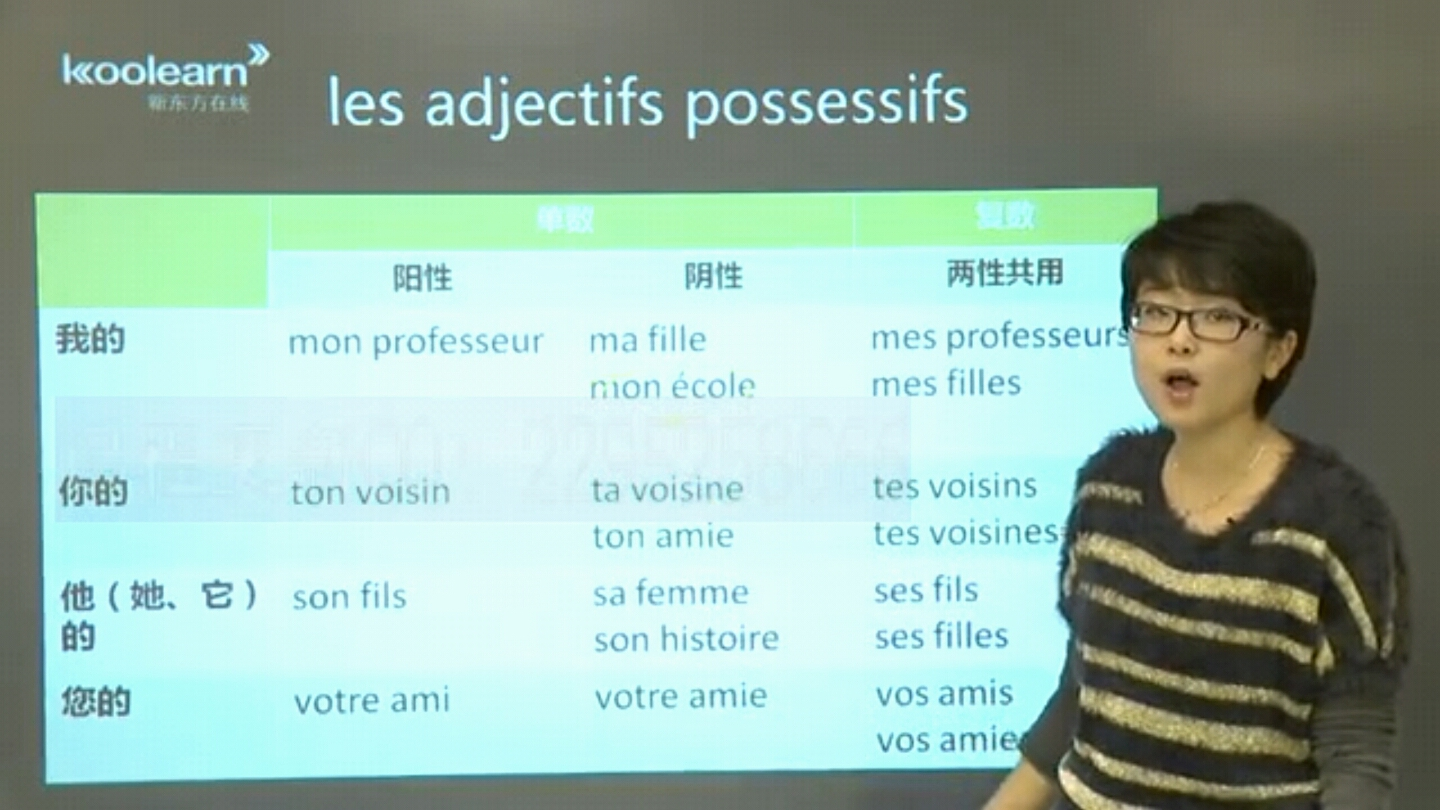 koolearn
新东方在线
les adjectifs possessifs
单数 复数
阳性 阴性 两性共用
我的 mon professeur ma fille mes professeurs
mon école mes filles
你的 ton voisin ta voisine tes voisins
ton amie tes voisines
他（她、它） son fils sa femme ses fils
的 son histoire ses filles
您的 votre ami votre amie vos amis
vos amie